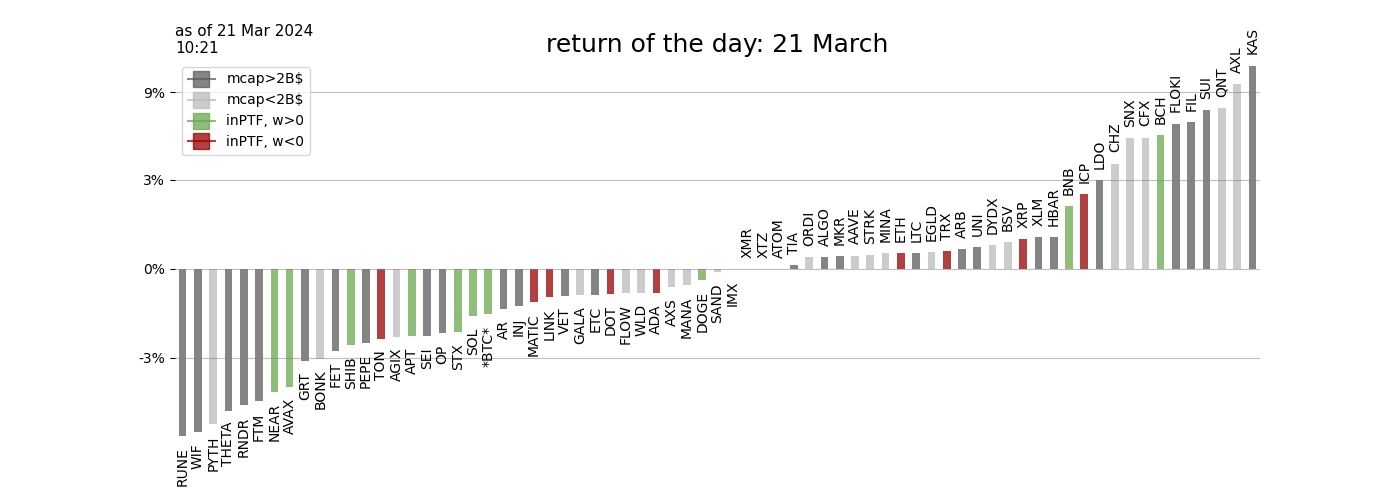 as of 21 Mar 2024
10:21
return of the day: 21 March
mcap>2B$
mcap<2B$
inPTF, w>0
inPTF, w<0
9%
3%
0%
-3%
RUNE
WIF
PYTH
THETA
RNDR
FTM
NEAR
AVAX
GRT
BONK
FET
SHIB
PEPE
TON
AGIX
APT
SEI
OP
STX
SOL
*BTC*
AR
INJ
MATIC
LINK
VET
GALA
ETC
DOT
FLOW
WLD
ADA
AXS
MANA
DOGE
SAND
IMX
XMR
XTZ
ATOM
TIA
ORDI
ALGO
MKR
AAVE
STRK
MINA
ETH
LTC
EGLD
TRX
ARB
UNI
DYDX
BSV
XRP
XLM
HBAR
BNB
ICP
LDO
CHZ
SNX
CFX
BCH
FLOKI
FIL
SUI
QNT
AXL
KAS